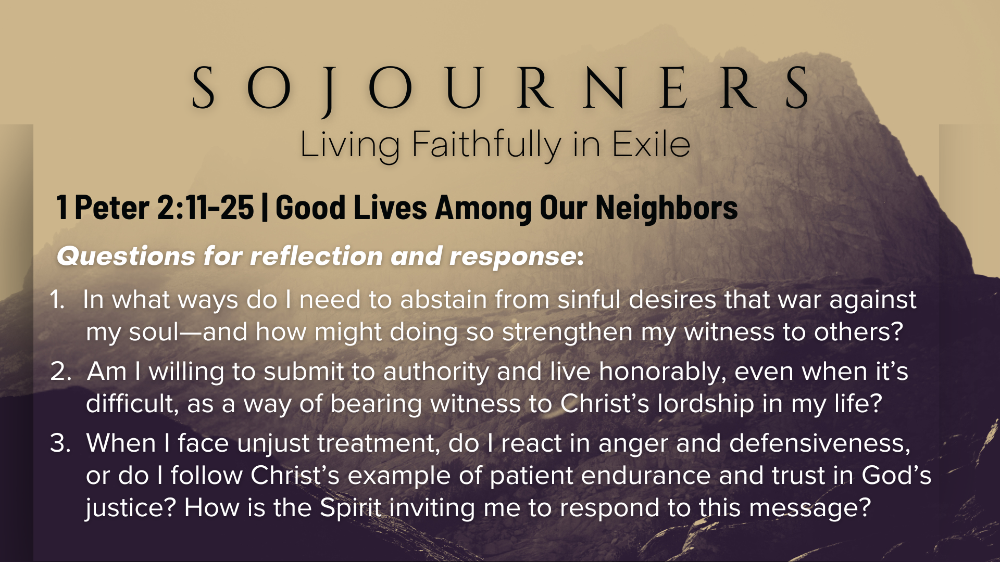 SOJOURNERS
Living Faithfully in Exile
1 Peter 2:11-25 | Good Lives Among Our Neighbors
Questions for reflection and response:
1. In what ways do I need to abstain from sinful desires that war against
my soul—and how might doing so strengthen my witness to others?
2. Am I willing to submit to authority and live honorably, even when it’s
difficult, as a way of bearing witness to Christ’s lordship in my life?
3. When I face unjust treatment, do I react in anger and defensiveness,
or do I follow Christ’s example of patient endurance and trust in God’s
justice? How is the Spirit inviting me to respond to this message?